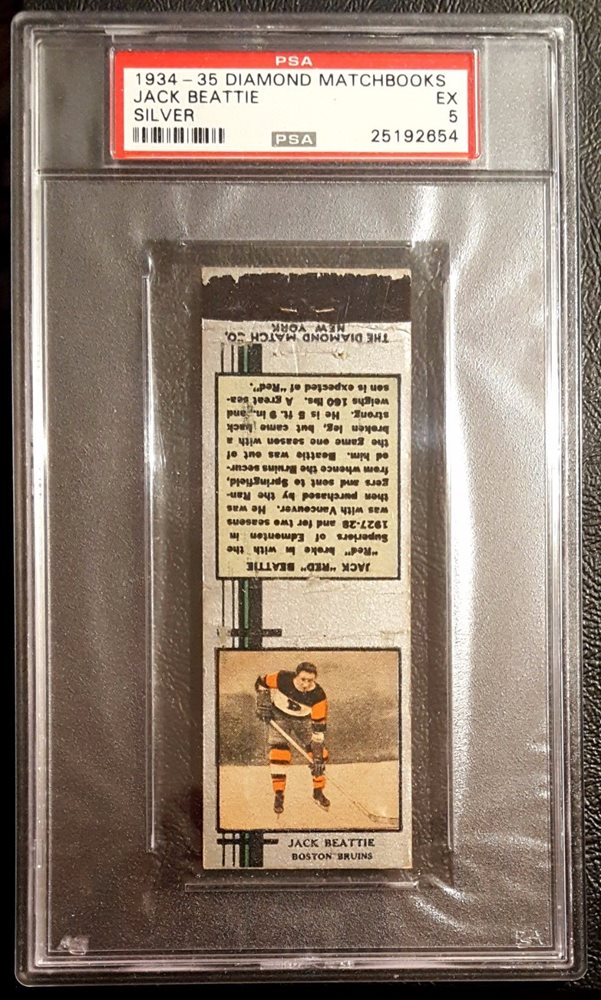 PSA
1934-35 DIAMOND MATCHBOOKS
JACK BEATTIE EX
SILVER 5
PSA 25192654
THE DIAMOND MATCH CO.,
NEW YORK
JACK "RED" BEATTIE
"Red" broke in with the
Superiors of Edmonton in
1927-28 and for two seasons
was with Vancouver. He was
then purchased by the Ran-
gers and sent to Springfield,
from whence the Bruins secur-
ed him. Beattie was out of
the game one season with a
broken leg, but came back
strong. He is 5 ft. 9 in. and
weighs 160 lbs. A great sea-
son is expected of "Red".
B
JACK BEATTIE
BOSTON BRUINS
PSA